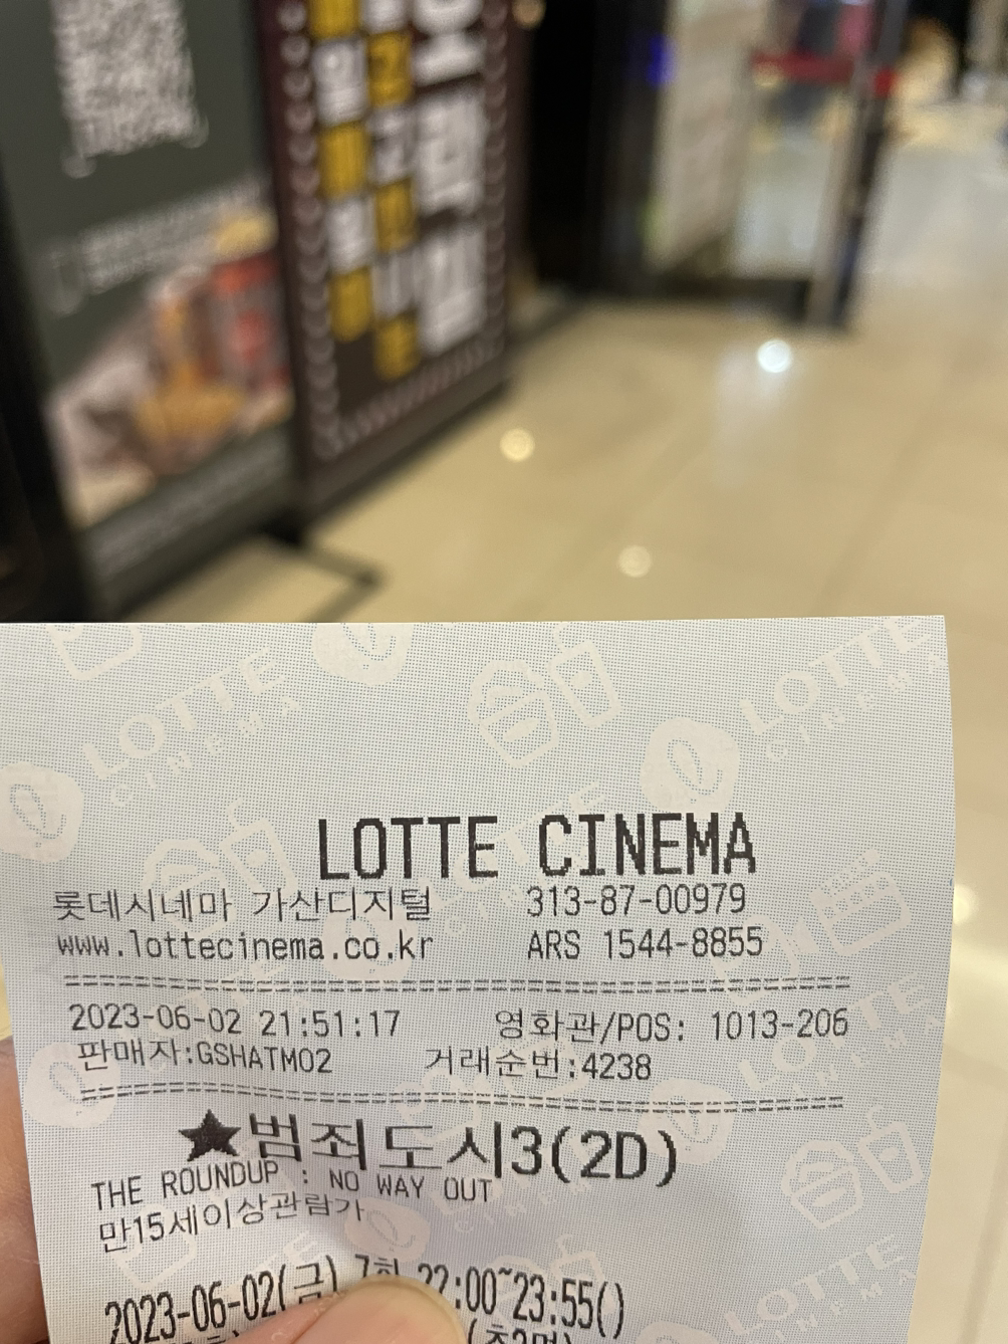 LOTTE CINEMA
롯데시네마 가산디지털 313-87-00979
www.lottecinema.co.kr ARS 1544-8855
2023-06-02 21:51:17 영화관/POS: 1013-206
판매자:GSHATM02 거래순번:4238
★범죄도시3(2D)
THE ROUNDUP : NO WAY OUT
만15세이상관람가
2023-06-02(금) 7회 22:00~23:55()